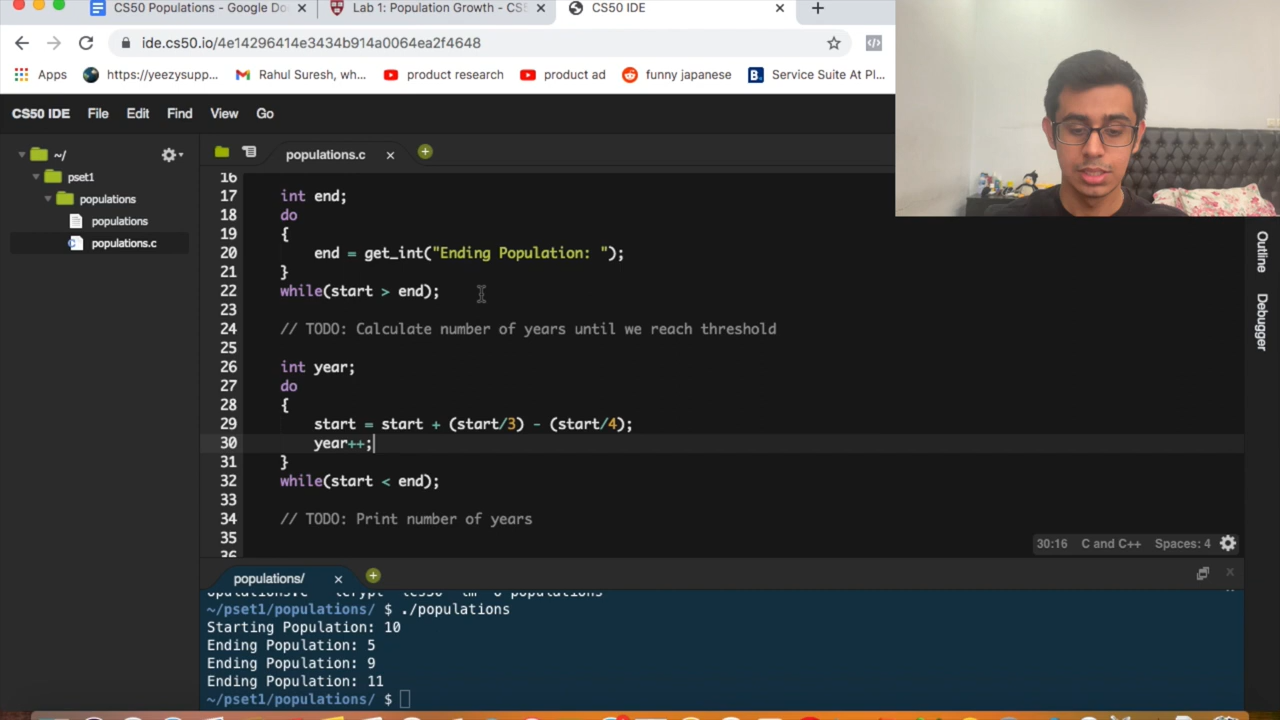 CS50 Populations - Google Do
Lab 1: Population Growth - CS5
CS50 IDE
ide.cs50.io/4e14296414e3434b914a0064ea2f4648
Apps
https://yeezysupp...
Rahul Suresh, wh...
product research
product ad
funny japanese
Service Suite At Pl...
CS50 IDE File Edit Find View Go
~/
pset1
populations
populations
populations.c
populations.c
16
17 int end;
18 do
19 {
20 end = get_int("Ending Population: ");
21 }
22 while(start > end);
23
24 // TODO: Calculate number of years until we reach threshold
25
26 int year;
27 do
28 {
29 start = start + (start/3) - (start/4);
30 year++;
31 }
32 while(start < end);
33
34 // TODO: Print number of years
35
36
30:16 C and C++ Spaces: 4
Outline
Debugger
populations/
~/pset1/populations/ $ ./populations
Starting Population: 10
Ending Population: 5
Ending Population: 9
Ending Population: 11
~/pset1/populations/ $